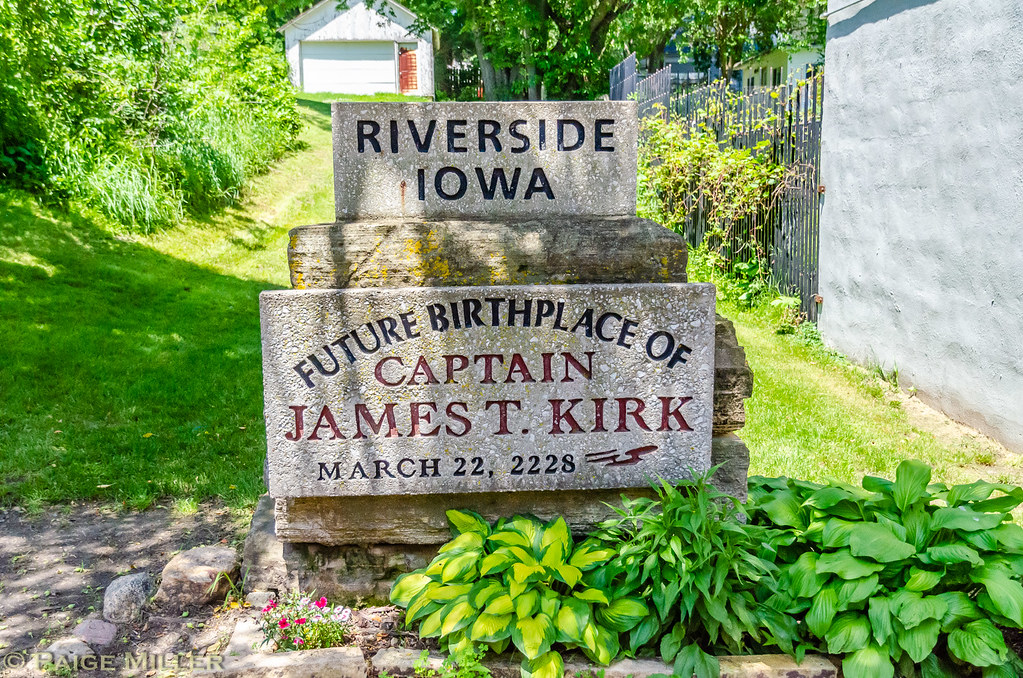 RIVERSIDE
IOWA
FUTURE BIRTHPLACE OF
CAPTAIN
JAMES T. KIRK
MARCH 22, 2228
© PAIGE MILLER